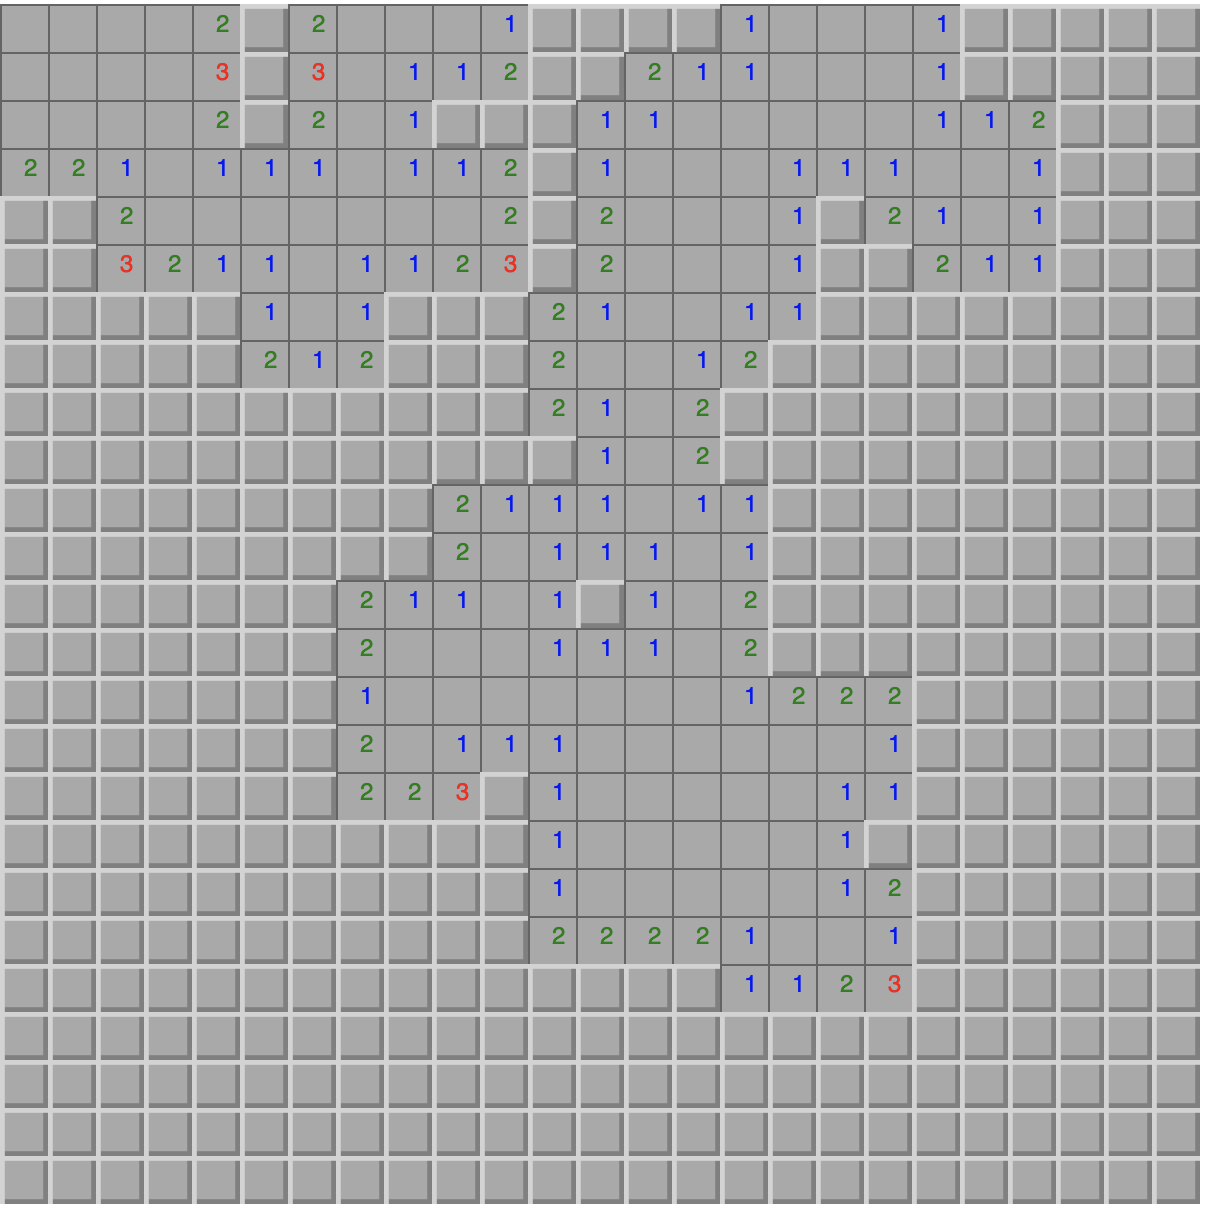 2 2 1 1 1
3 3 1 1 2 2 1 1 1
2 2 1 1 1 1 1 2
2 2 1 1 1 1 1 1 2 1 1 1 1 1
2 2 2 1 2 1 1
3 2 1 1 1 1 2 3 2 1 2 1 1
1 1 2 1 1 1
2 1 2 2 1 2
2 1 2
1 2
2 1 1 1 1 1
2 1 1 1 1
2 1 1 1 1 2
2 1 1 1 2
1 1 2 2 2
2 1 1 1 1
2 2 3 1 1 1
1 1
1 1 2
2 2 2 2 1 1
1 1 2 3